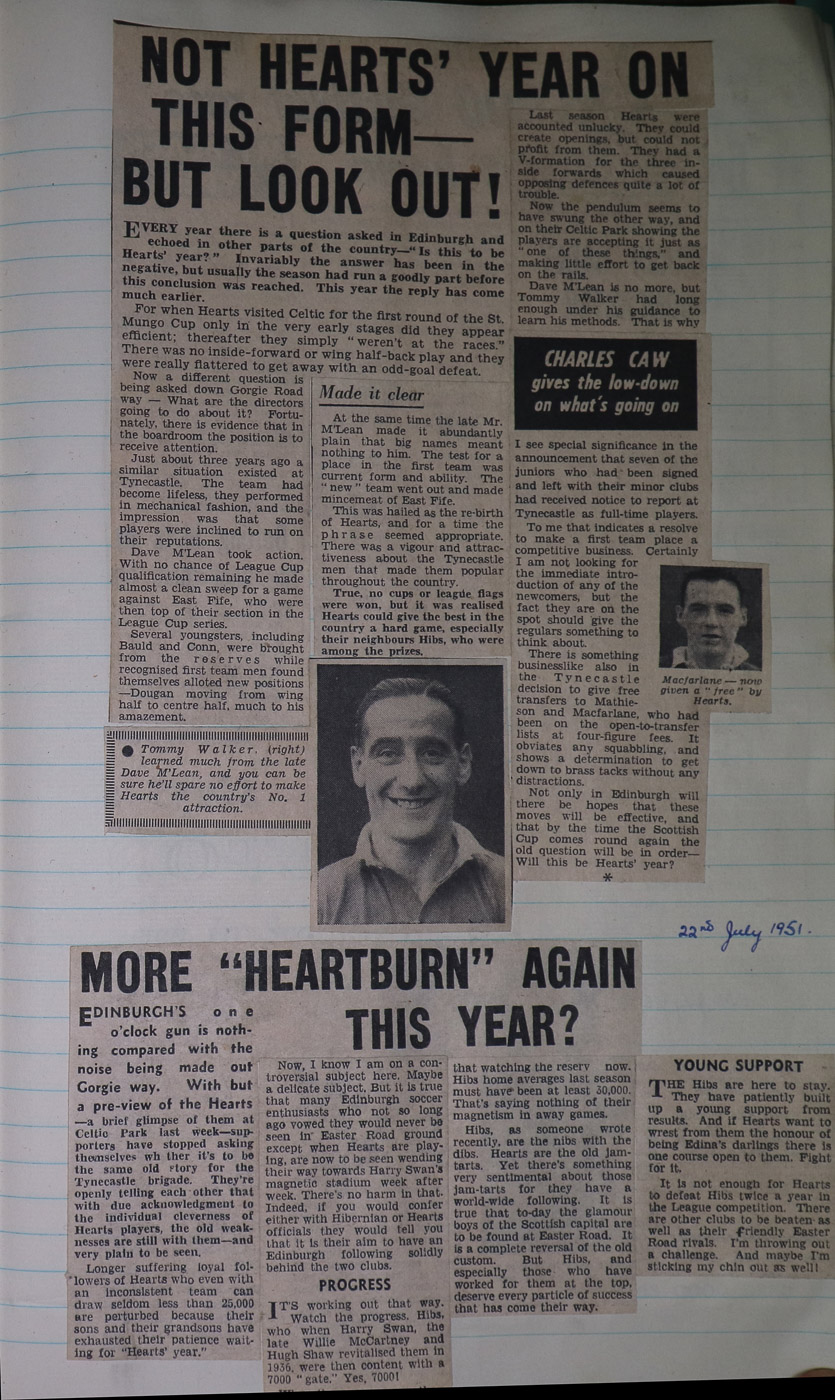 NOT HEARTS' YEAR ON
THIS FORM—
BUT LOOK OUT!
EVERY year there is a question asked in Edinburgh and
echoed in other parts of the country—"Is this to be
Hearts' year?" Invariably the answer has been in the
negative, but usually the season had run a goodly part before
this conclusion was reached. This year the reply has come
much earlier.
For when Hearts visited Celtic for the first round of the St.
Mungo Cup only in the very early stages did they appear
efficient; thereafter they simply "weren't at the races."
There was no inside-forward or wing half-back play and they
were really flattered to get away with an odd-goal defeat.
Now a different question is
being asked down Gorgie Road
way — What are the directors
going to do about it? Fortu-
nately, there is evidence that in
the boardroom the position is to
receive attention.
Just about three years ago a
similar situation existed at
Tynecastle. The team had
become lifeless, they performed
in mechanical fashion, and the
impression was that some
players were inclined to run on
their reputations.
Dave M'Lean took action.
With no chance of League Cup
qualification remaining he made
almost a clean sweep for a game
against East Fife, who were
then top of their section in the
League Cup series.
Several youngsters, including
Bauld and Conn, were brought
from the reserves while
recognised first team men found
themselves alloted new positions
—Dougan moving from wing
half to centre half, much to his
amazement.
● Tommy Walker. (right)
learned much from the late
Dave M'Lean, and you can be
sure he'll spare no effort to make
Hearts the country's No. 1
attraction.
Made it clear
At the same time the late Mr.
M'Lean made it abundantly
plain that big names meant
nothing to him. The test for a
place in the first team was
current form and ability. The
"new" team went out and made
mincemeat of East Fife.
This was hailed as the re-birth
of Hearts, and for a time the
phrase seemed appropriate.
There was a vigour and attrac-
tiveness about the Tynecastle
men that made them popular
throughout the country.
True, no cups or league flags
were won, but it was realised
Hearts could give the best in the
country a hard game, especially
their neighbours Hibs, who were
among the prizes.
Last season Hearts were
accounted unlucky. They could
create openings, but could not
profit from them. They had a
V-formation for the three in-
side forwards which caused
opposing defences quite a lot of
trouble.
Now the pendulum seems to
have swung the other way, and
on their Celtic Park showing the
players are accepting it just as
"one of these things," and
making little effort to get back
on the rails.
Dave M'Lean is no more, but
Tommy Walker had long
enough under his guidance to
learn his methods. That is why
CHARLES CAW
gives the low-down
on what's going on
I see special significance in the
announcement that seven of the
juniors who had been signed
and left with their minor clubs
had received notice to report at
Tynecastle as full-time players.
To me that indicates a resolve
to make a first team place a
competitive business. Certainly
I am not looking for
the immediate intro-
duction of any of the
newcomers, but the
fact they are on the
spot should give the
regulars something to
think about.
There is something
businesslike also in
the Tynecastle
decision to give free
transfers to Mathie-
son and Macfarlane, who had
been on the open-to-transfer
lists at four-figure fees. It
obviates any squabbling, and
shows a determination to get
down to brass tacks without any
distractions.
Not only in Edinburgh will
there be hopes that these
moves will be effective, and
that by the time the Scottish
Cup comes round again the
old question will be in order—
Will this be Hearts' year?
*
Macfarlane — now
given a "free" by
Hearts.
22nd July 1951.
MORE "HEARTBURN" AGAIN
THIS YEAR?
EDINBURGH'S one
o'clock gun is noth-
ing compared with the
noise being made out
Gorgie way. With but
a pre-view of the Hearts
—a brief glimpse of them at
Celtic Park last week—sup-
porters have stopped asking
themselves wh ther it's to be
the same old story for the
Tynecastle brigade. They're
openly telling each other that
with due acknowledgment to
the individual cleverness of
Hearts players, the old weak-
nesses are still with them—and
very plain to be seen.
Longer suffering loyal fol-
lowers of Hearts who even with
an inconsistent team can
draw seldom less than 25,000
are perturbed because their
sons and their grandsons have
exhausted their patience wait-
ing for "Hearts' year."
Now, I know I am on a con-
troversial subject here. Maybe
a delicate subject. But it is true
that many Edinburgh soccer
enthusiasts who not so long
ago vowed they would never be
seen in Easter Road ground
except when Hearts are play-
ing, are now to be seen wending
their way towards Harry Swan's
magnetic stadium week after
week. There's no harm in that.
Indeed, if you would confer
either with Hibernian or Hearts
officials they would tell you
that it is their aim to have an
Edinburgh following solidly
behind the two clubs.
PROGRESS
IT'S working out that way.
Watch the progress. Hibs,
who when Harry Swan, the
late Willie McCartney and
Hugh Shaw revitalised them in
1936, were then content with a
7000 "gate." Yes, 7000!
that watching the reserv now.
Hibs home averages last season
must have been at least 30,000.
That's saying nothing of their
magnetism in away games.
Hibs, as someone wrote
recently, are the nibs with the
dibs. Hearts are the old jam-
tarts. Yet there's something
very sentimental about those
jam-tarts for they have a
world-wide following. It is
true that to-day the glamour
boys of the Scottish capital are
to be found at Easter Road. It
is a complete reversal of the old
custom. But Hibs, and
especially those who have
worked for them at the top,
deserve every particle of success
that has come their way.
YOUNG SUPPORT
THE Hibs are here to stay.
They have patiently built
up a young support from
results. And if Hearts want to
wrest from them the honour of
being Edina's darlings there is
one course open to them. Fight
for it.
It is not enough for Hearts
to defeat Hibs twice a year in
the League competition. There
are other clubs to be beaten as
well as their friendly Easter
Road rivals. I'm throwing out
a challenge. And maybe I'm
sticking my chin out as well!